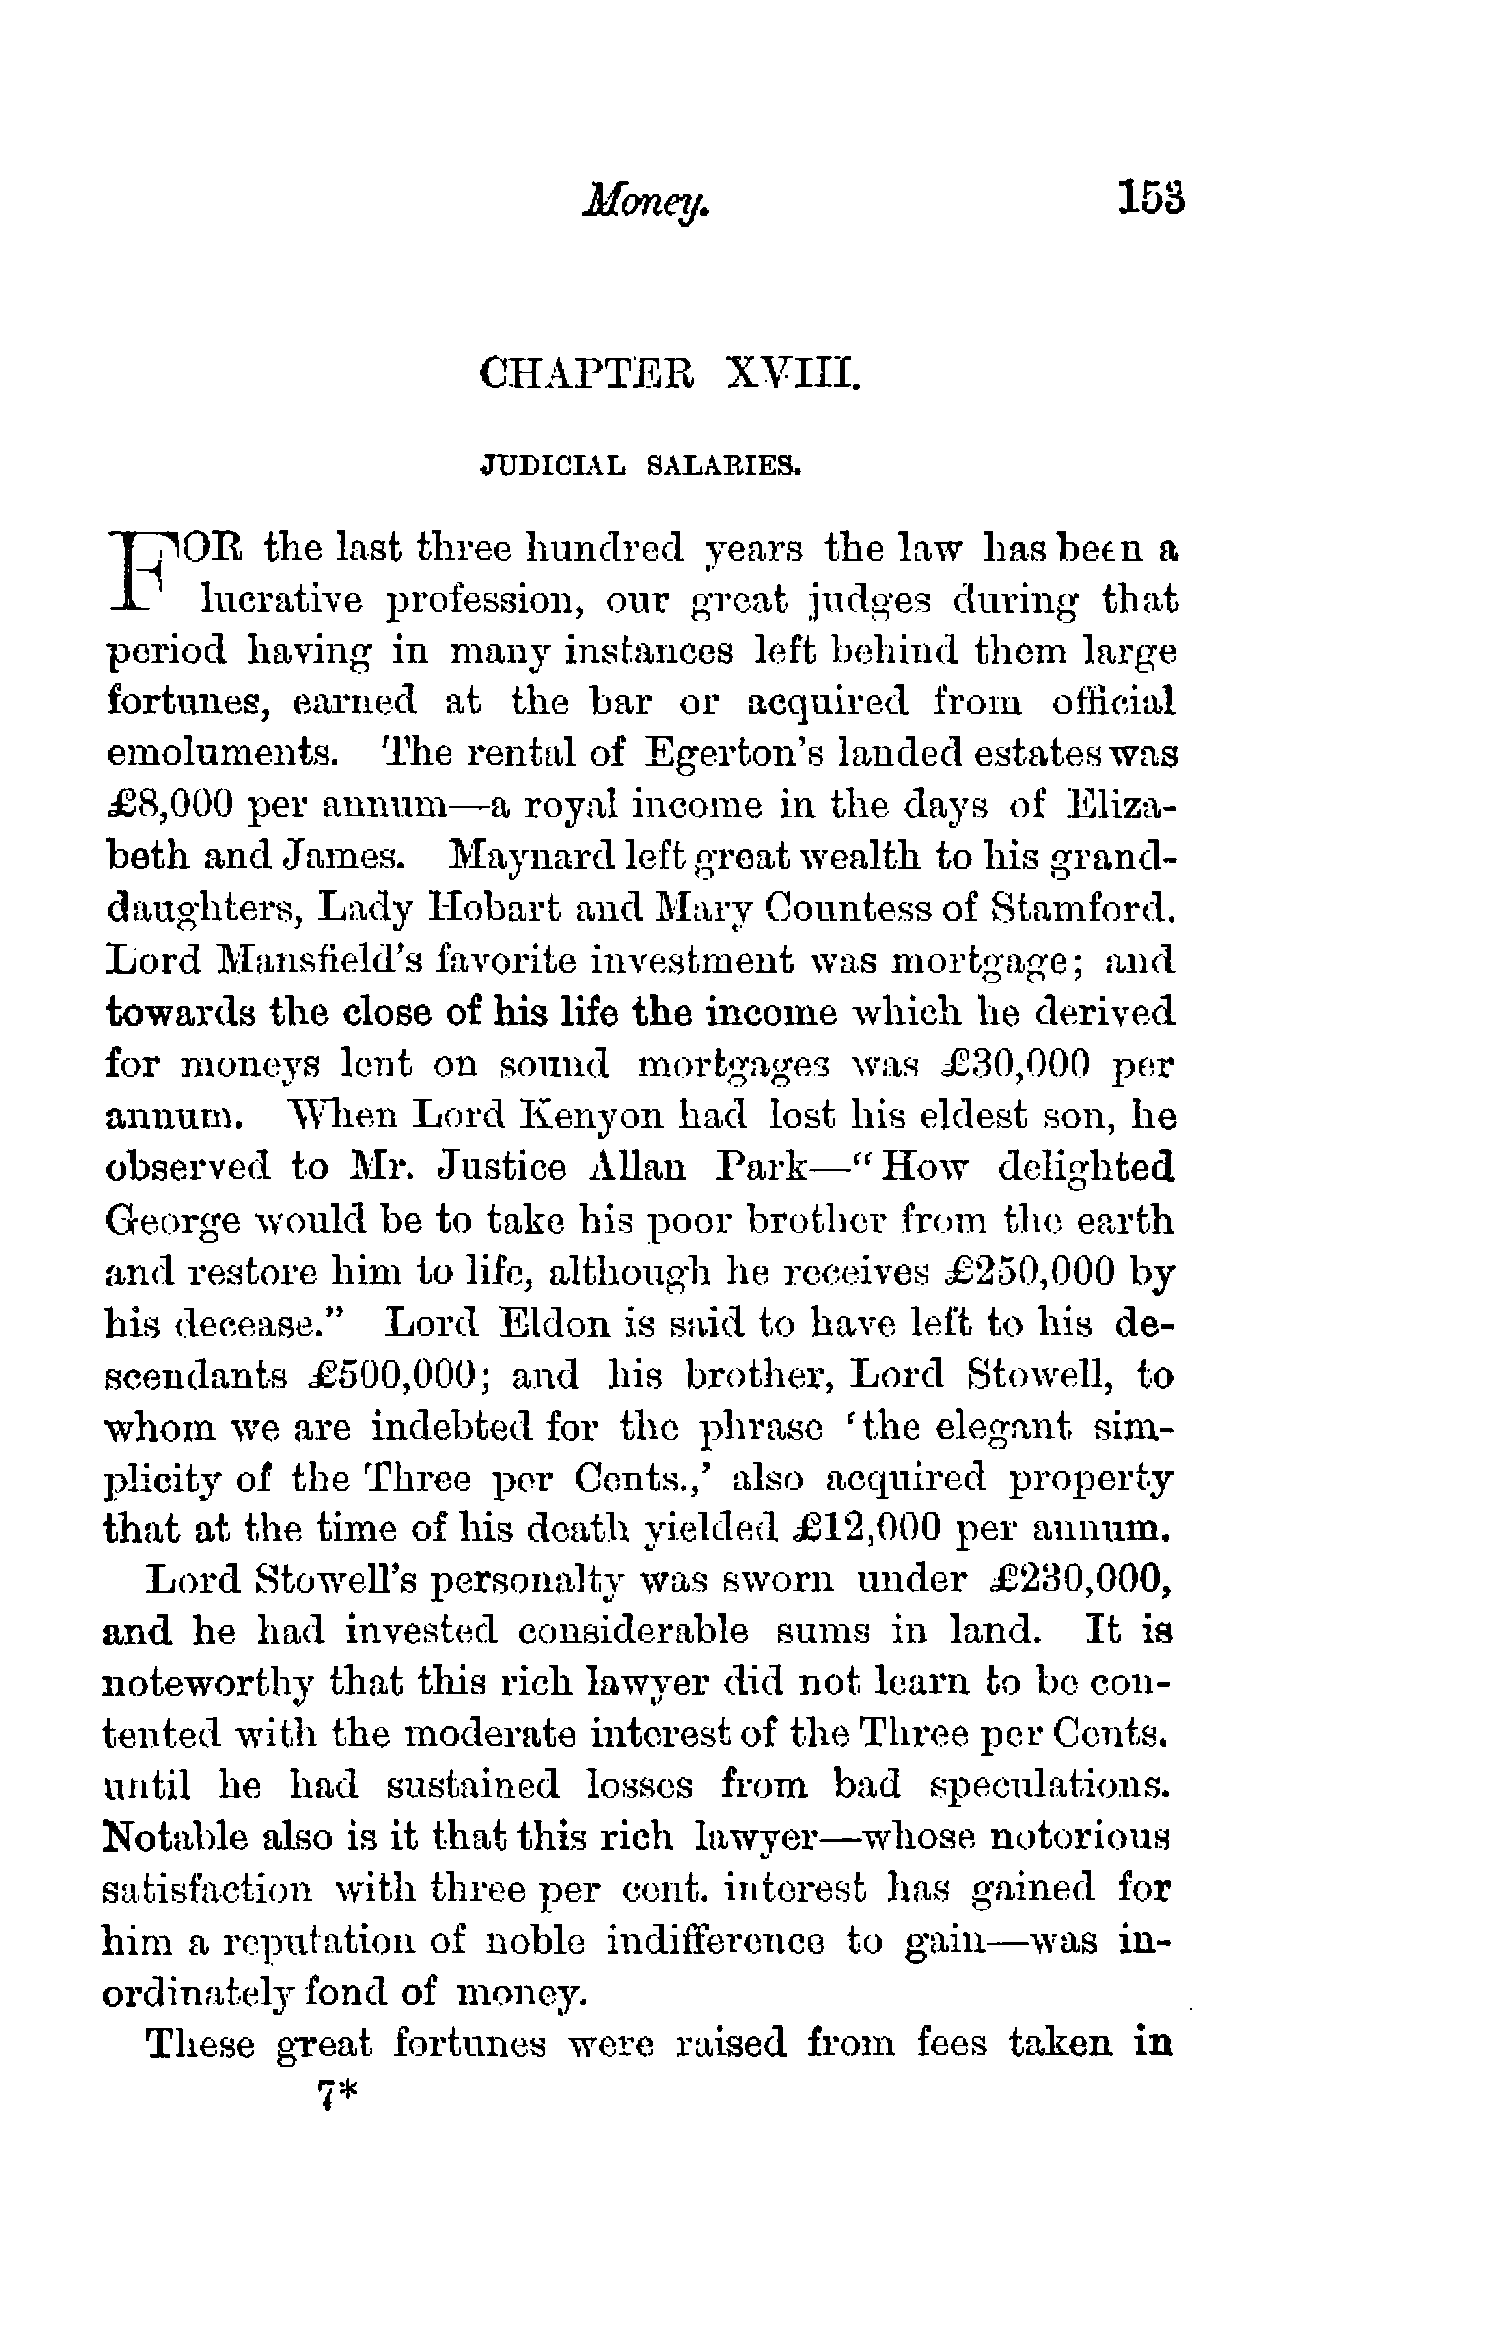 Money. 153
CHAPTER XVIII.
JUDICIAL SALARIES.
FOR the last three hundred years the law has been a
lucrative profession, our great judges during that
period having in many instances left behind them large
fortunes, earned at the bar or acquired from official
emoluments. The rental of Egerton's landed estates was
£8,000 per annum—a royal income in the days of Eliza-
beth and James. Maynard left great wealth to his grand-
daughters, Lady Hobart and Mary Countess of Stamford.
Lord Mansfield's favorite investment was mortgage; and
towards the close of his life the income which he derived
for moneys lent on sound mortgages was £30,000 per
annum. When Lord Kenyon had lost his eldest son, he
observed to Mr. Justice Allan Park—"How delighted
George would be to take his poor brother from the earth
and restore him to life, although he receives £250,000 by
his decease." Lord Eldon is said to have left to his de-
scendants £500,000; and his brother, Lord Stowell, to
whom we are indebted for the phrase 'the elegant sim-
plicity of the Three per Cents.,' also acquired property
that at the time of his death yielded £12,000 per annum.
Lord Stowell's personalty was sworn under £230,000,
and he had invested considerable sums in land. It is
noteworthy that this rich lawyer did not learn to be con-
tented with the moderate interest of the Three per Cents.
until he had sustained losses from bad speculations.
Notable also is it that this rich lawyer—whose notorious
satisfaction with three per cent. interest has gained for
him a reputation of noble indifference to gain—was in-
ordinately fond of money.
These great fortunes were raised from fees taken in
7*